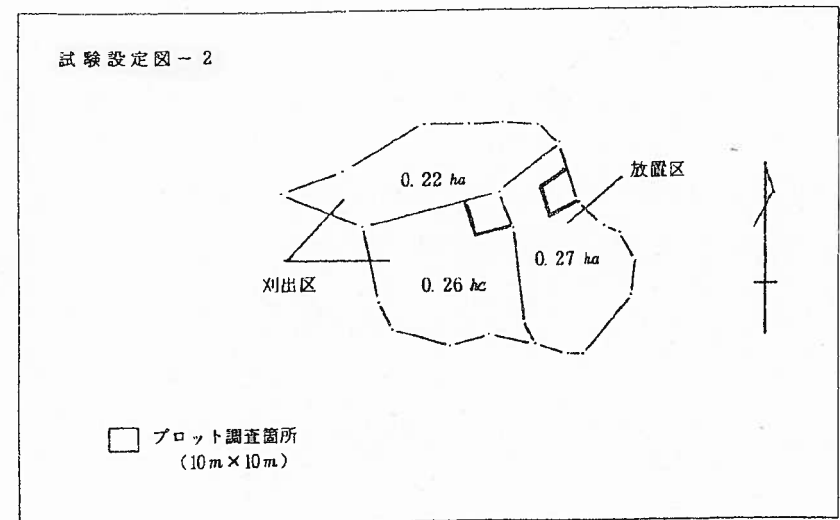 試験設定図－2
0.22 ha
放置区
刈出区
0.26 hc
0.27 ha
プロット調査箇所
（10m×10m）